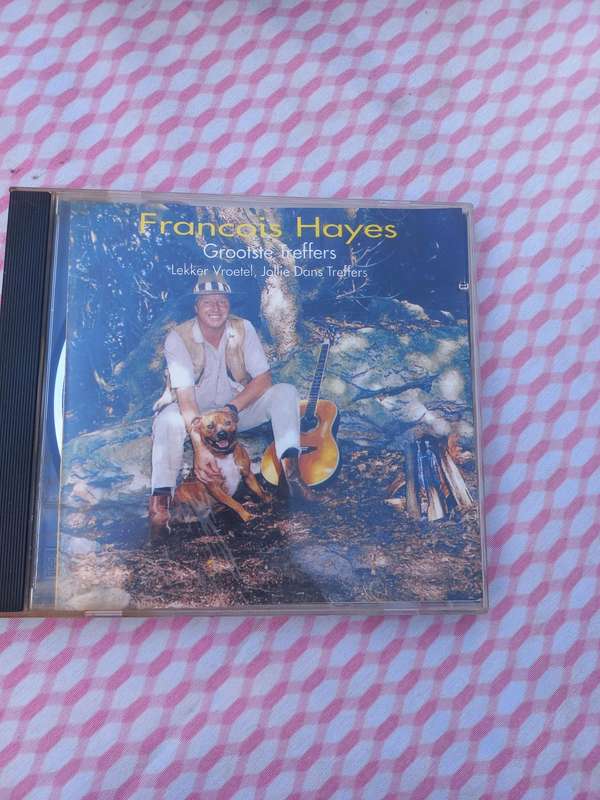 Francois Hayes
Grootste Treffers
Lekker Vroetel, Jollie Dans Treffers